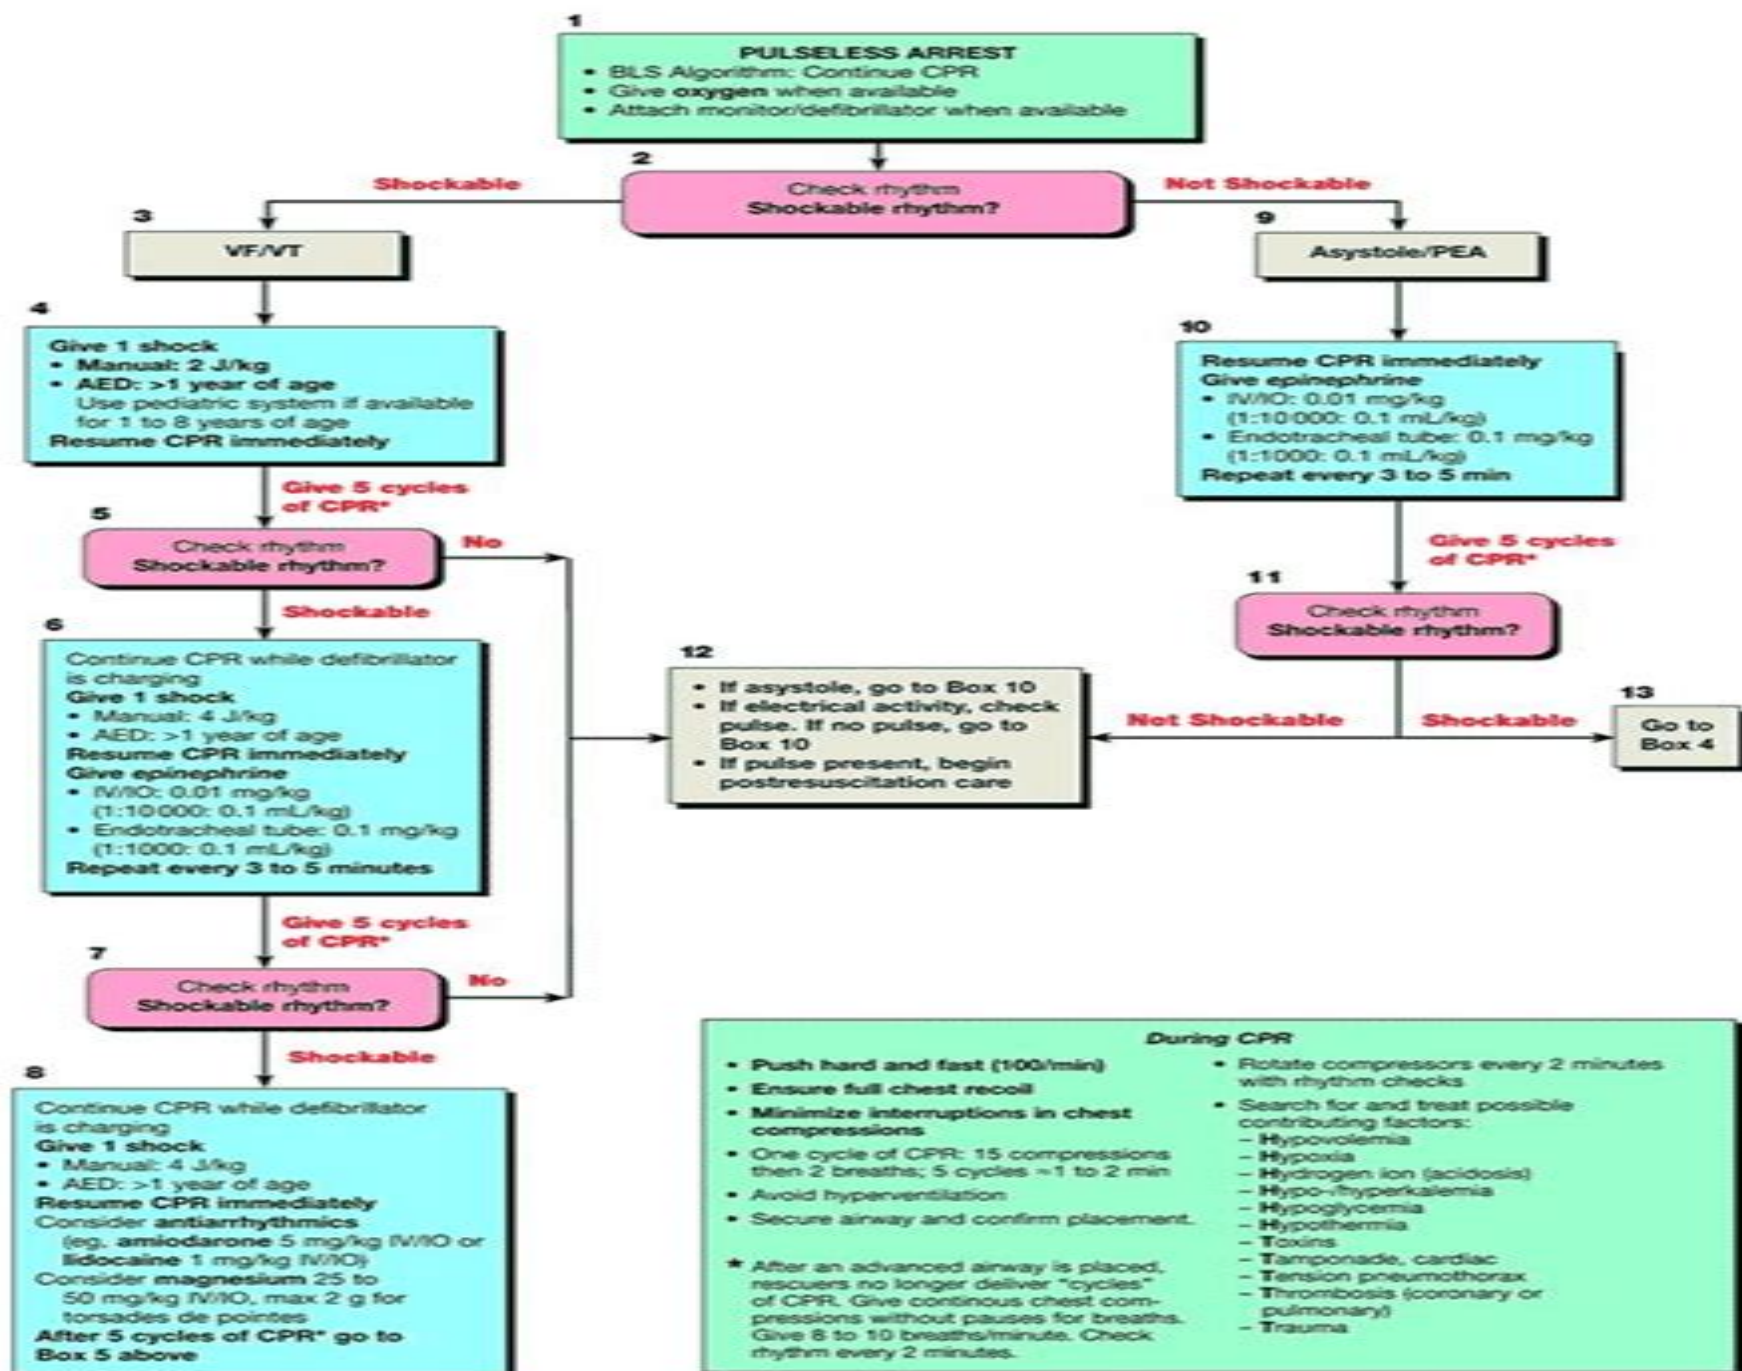 1
PULSELESS ARREST
• BLS Algorithm: Continue CPR
• Give oxygen when available
• Attach monitor/defibrillator when available
2
Check rhythm
Shockable rhythm?
Shockable
Not Shockable
3
VF/VT
4
Give 1 shock
• Manual: 2 J/kg
• AED: >1 year of age
Use pediatric system if available
for 1 to 8 years of age
Resume CPR immediately
Give 5 cycles
of CPR*
5
Check rhythm
Shockable rhythm?
No
Shockable
6
Continue CPR while defibrillator
is charging
Give 1 shock
• Manual: 4 J/kg
• AED: >1 year of age
Resume CPR immediately
Give epinephrine
• IV/IO: 0.01 mg/kg
(1:10 000: 0.1 mL/kg)
• Endotracheal tube: 0.1 mg/kg
(1:1000: 0.1 mL/kg)
Repeat every 3 to 5 minutes
Give 5 cycles
of CPR*
7
Check rhythm
Shockable rhythm?
No
Shockable
8
Continue CPR while defibrillator
is charging
Give 1 shock
• Manual: 4 J/kg
• AED: >1 year of age
Resume CPR immediately
Consider antiarrhythmics
(eg, amiodarone 5 mg/kg IV/IO or
lidocaine 1 mg/kg IV/IO)
Consider magnesium 25 to
50 mg/kg IV/IO, max 2 g for
torsades de pointes
After 5 cycles of CPR* go to
Box 5 above
9
Asystole/PEA
10
Resume CPR immediately
Give epinephrine
• IV/IO: 0.01 mg/kg
(1:10 000: 0.1 mL/kg)
• Endotracheal tube: 0.1 mg/kg
(1:1000: 0.1 mL/kg)
Repeat every 3 to 5 min
Give 5 cycles
of CPR*
11
Check rhythm
Shockable rhythm?
Not Shockable
Shockable
12
• If asystole, go to Box 10
• If electrical activity, check
pulse. If no pulse, go to
Box 10
• If pulse present, begin
postresuscitation care
13
Go to
Box 4
During CPR
• Push hard and fast (100/min)
• Ensure full chest recoil
• Minimize interruptions in chest
compressions
• One cycle of CPR: 15 compressions
then 2 breaths; 5 cycles ≈1 to 2 min
• Avoid hyperventilation
• Secure airway and confirm placement.
* After an advanced airway is placed,
rescuers no longer deliver "cycles"
of CPR. Give continous chest com-
pressions without pauses for breaths.
Give 8 to 10 breaths/minute. Check
rhythm every 2 minutes.
• Rotate compressors every 2 minutes
with rhythm checks
• Search for and treat possible
contributing factors:
– Hypovolemia
– Hypoxia
– Hydrogen ion (acidosis)
– Hypo-/hyperkalemia
– Hypoglycemia
– Hypothermia
– Toxins
– Tamponade, cardiac
– Tension pneumothorax
– Thrombosis (coronary or
pulmonary)
– Trauma